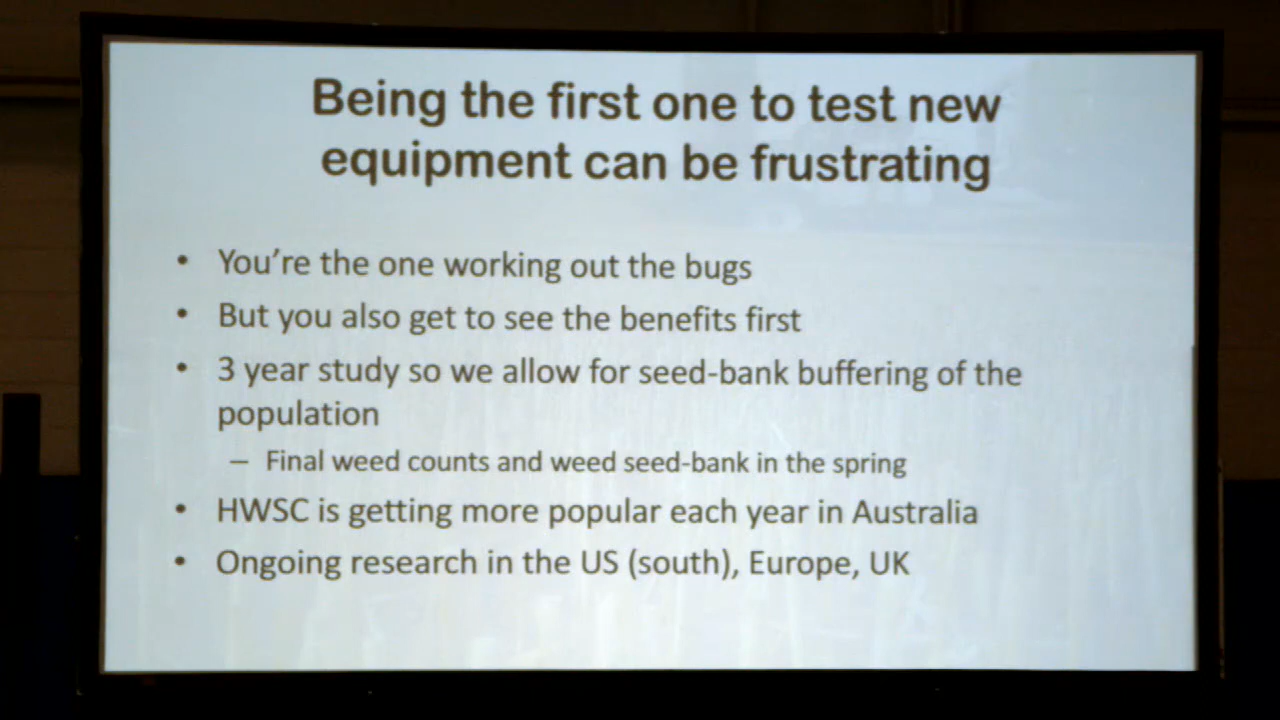 Being the first one to test new
equipment can be frustrating
• You're the one working out the bugs
• But you also get to see the benefits first
• 3 year study so we allow for seed-bank buffering of the
population
– Final weed counts and weed seed-bank in the spring
• HWSC is getting more popular each year in Australia
• Ongoing research in the US (south), Europe, UK